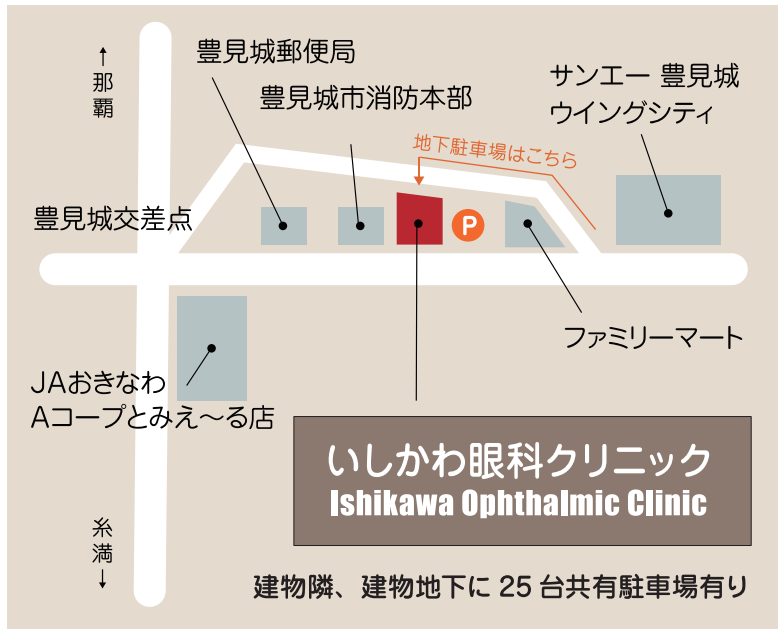 ↑
那
覇
豊見城郵便局
豊見城市消防本部
サンエー 豊見城
ウイングシティ
地下駐車場はこちら
豊見城交差点
P
ファミリーマート
JAおきなわ
Aコープとみえ〜る店
いしかわ眼科クリニック
Ishikawa Ophthalmic Clinic
糸
満
↓
建物隣、建物地下に 25 台共有駐車場有り